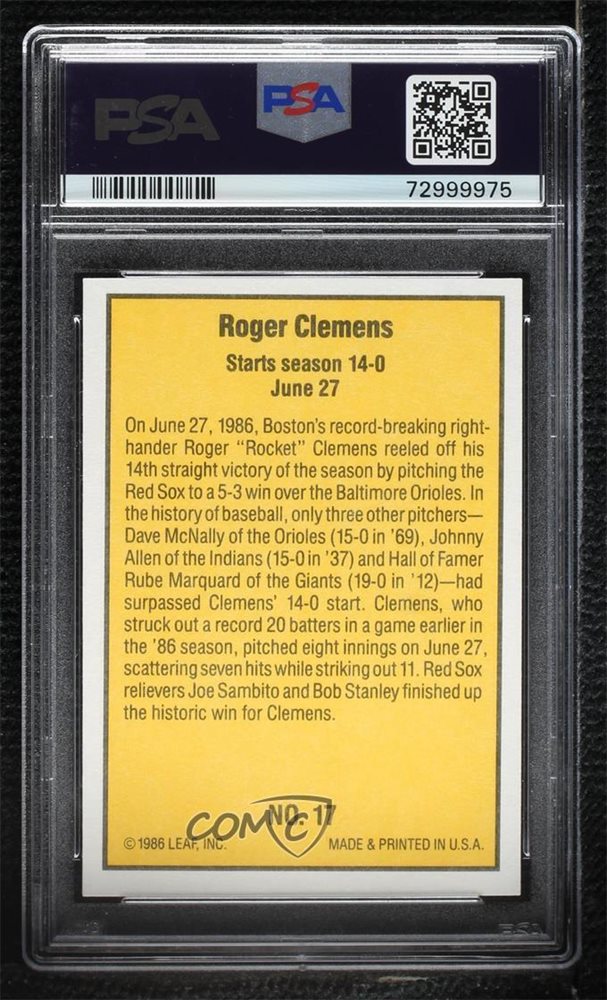 PSA PSA
72999975
Roger Clemens
Starts season 14-0
June 27
On June 27, 1986, Boston's record-breaking right-
hander Roger "Rocket" Clemens reeled off his
14th straight victory of the season by pitching the
Red Sox to a 5-3 win over the Baltimore Orioles. In
the history of baseball, only three other pitchers—
Dave McNally of the Orioles (15-0 in '69), Johnny
Allen of the Indians (15-0 in '37) and Hall of Famer
Rube Marquard of the Giants (19-0 in '12)—had
surpassed Clemens' 14-0 start. Clemens, who
struck out a record 20 batters in a game earlier in
the '86 season, pitched eight innings on June 27,
scattering seven hits while striking out 11. Red Sox
relievers Joe Sambito and Bob Stanley finished up
the historic win for Clemens.
NO. 17
COMC
© 1986 LEAF, INC. MADE & PRINTED IN U.S.A.
PSA